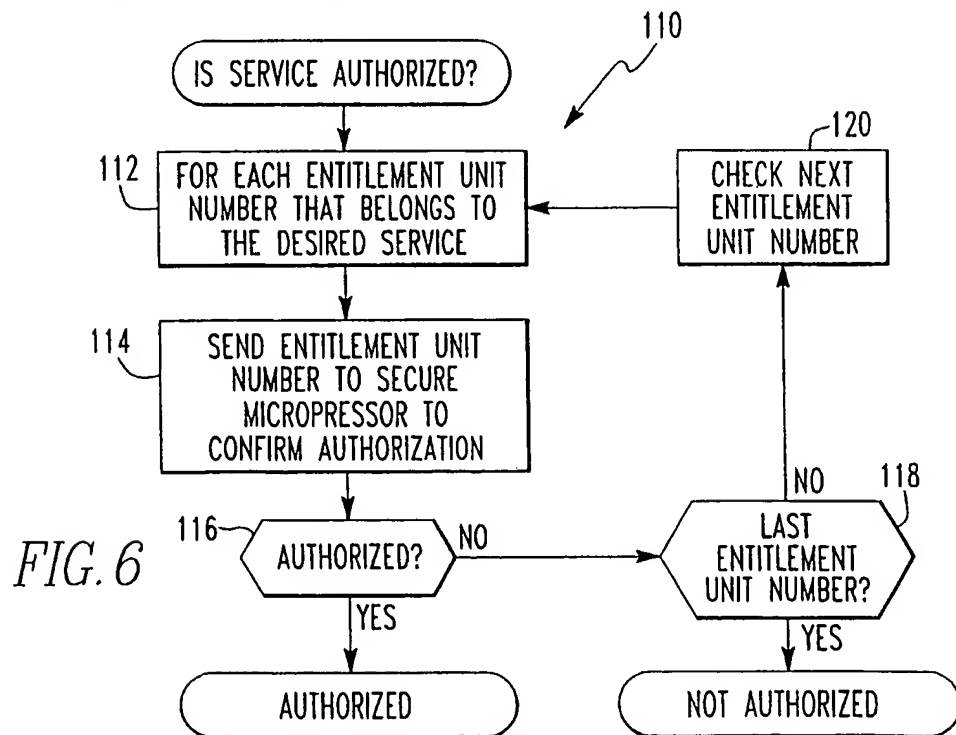 110
IS SERVICE AUTHORIZED?
112
FOR EACH ENTITLEMENT UNIT
NUMBER THAT BELONGS TO
THE DESIRED SERVICE
120
CHECK NEXT
ENTITLEMENT
UNIT NUMBER
114
SEND ENTITLEMENT UNIT
NUMBER TO SECURE
MICROPRESSOR TO
CONFIRM AUTHORIZATION
116
AUTHORIZED?
NO
YES
118
LAST
ENTITLEMENT
UNIT NUMBER?
NO
YES
AUTHORIZED
NOT AUTHORIZED
FIG. 6